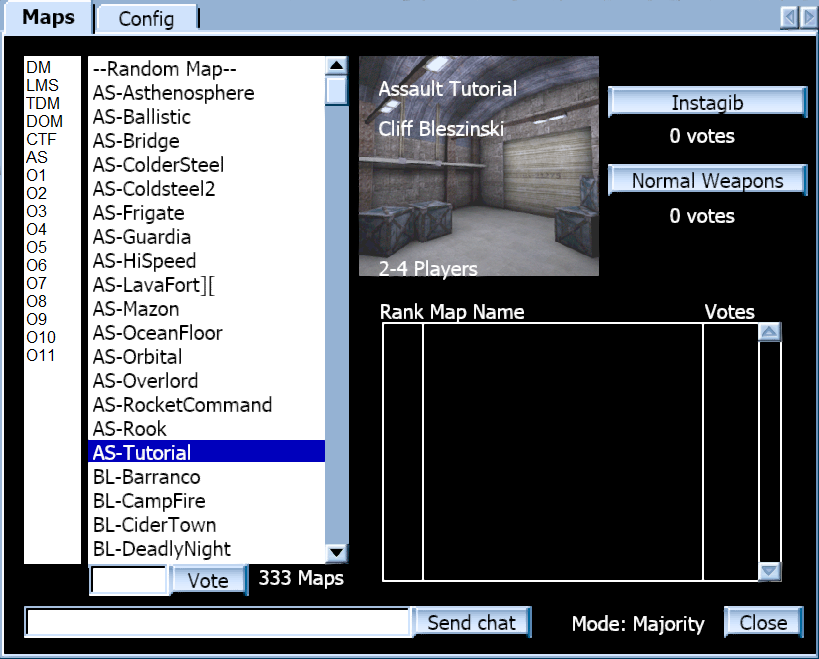 Maps
Config
DM
LMS
TDM
DOM
CTF
AS
O1
O2
O3
O4
O5
O6
O7
O8
O9
O10
O11
--Random Map--
AS-Asthenosphere
AS-Ballistic
AS-Bridge
AS-ColderSteel
AS-Coldsteel2
AS-Frigate
AS-Guardia
AS-HiSpeed
AS-LavaFort][
AS-Mazon
AS-OceanFloor
AS-Orbital
AS-Overlord
AS-RocketCommand
AS-Rook
AS-Tutorial
BL-Barranco
BL-CampFire
BL-CiderTown
BL-DeadlyNight
Vote
333 Maps
Assault Tutorial
Cliff Bleszinski
2-4 Players
Instagib
0 votes
Normal Weapons
0 votes
Rank Map Name Votes
Send chat
Mode: Majority
Close